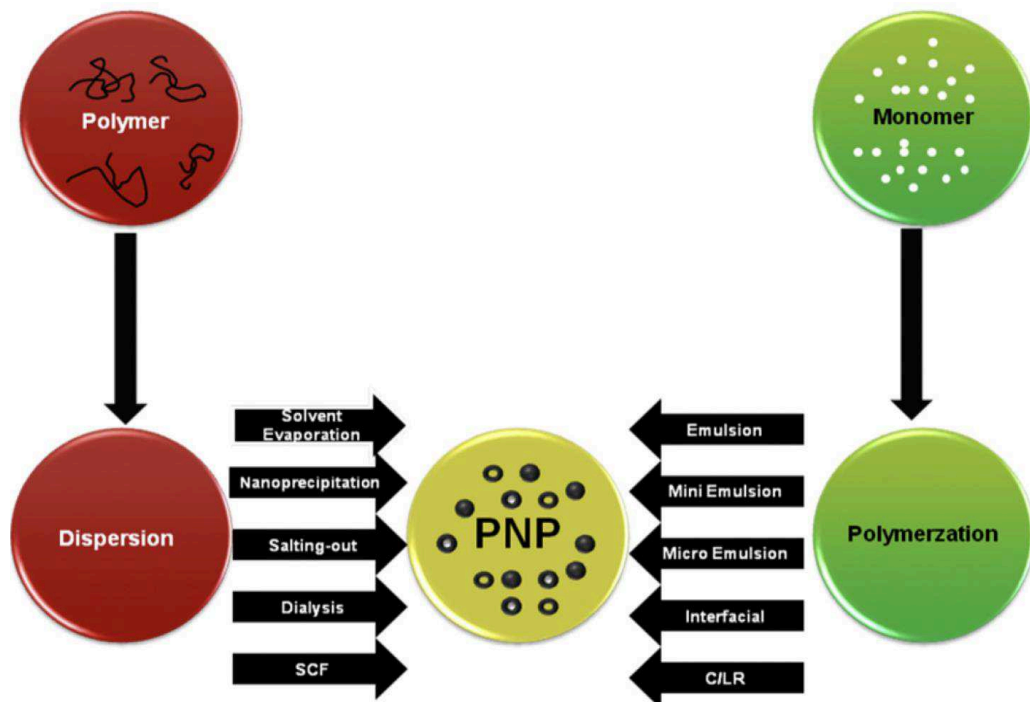 Polymer
Monomer
Solvent
Evaporation
Nanoprecipitation
Salting-out
Dialysis
SCF
Dispersion
PNP
Emulsion
Mini Emulsion
Micro Emulsion
Interfacial
C/LR
Polymerzation